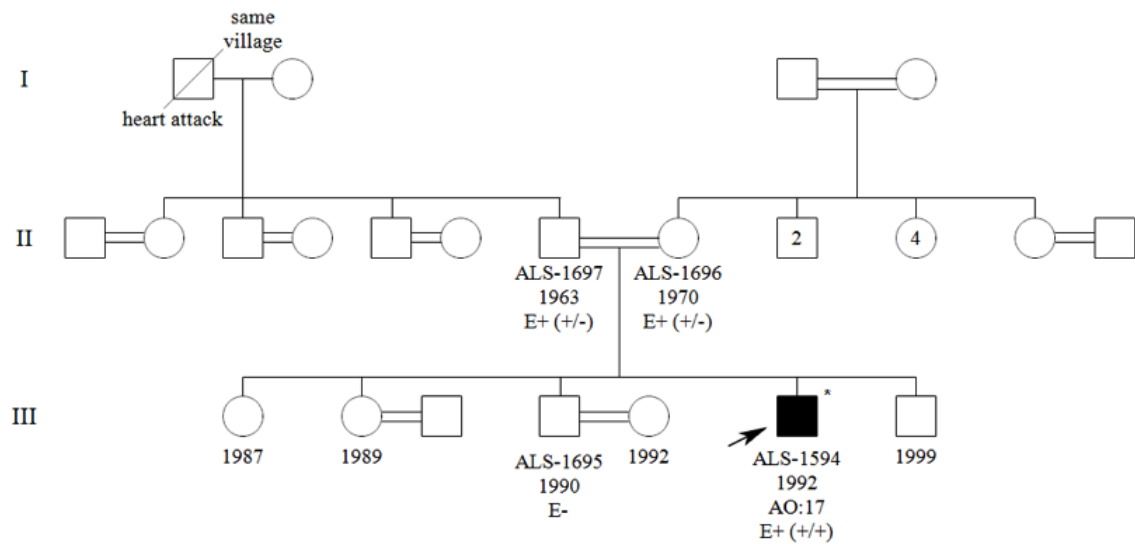 same
village
I
heart attack
II
2
4
ALS-1697
1963
E+ (+/-)
ALS-1696
1970
E+ (+/-)
III
*
1987
1989
ALS-1695
1990
E-
1992
ALS-1594
1992
AO:17
E+ (+/+)
1999